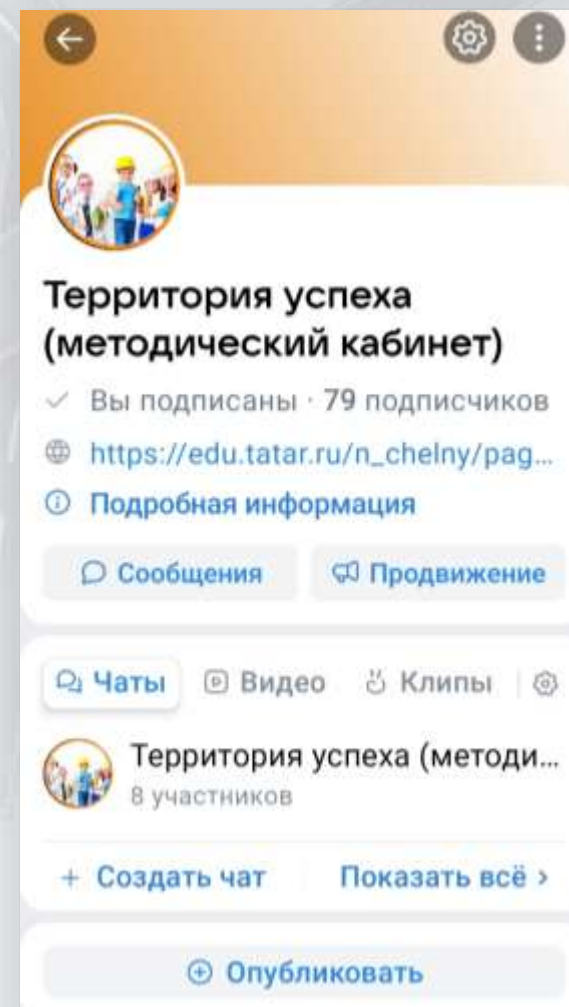 Территория успеха
(методический кабинет)
Вы подписаны · 79 подписчиков
https://edu.tatar.ru/n_chelny/pag...
Подробная информация
Сообщения Продвижение
Чаты Видео Клипы
Территория успеха (методи...
8 участников
+ Создать чат Показать всё >
Опубликовать